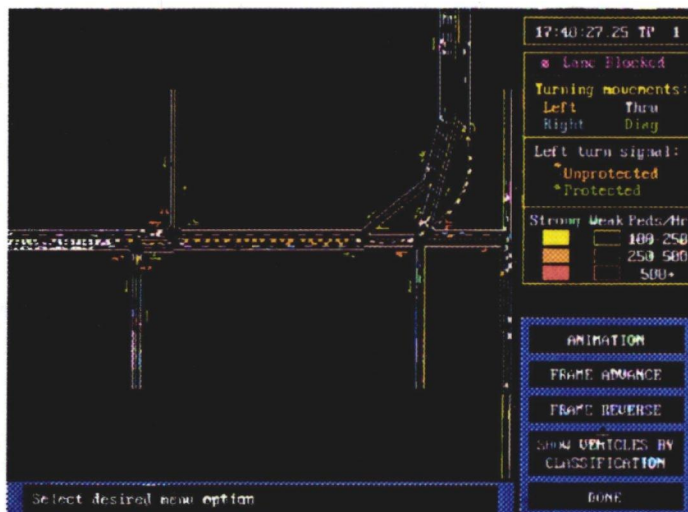 17:40:27.25 TP 1
Lane Blocked
Turning movements:
Left Thru
Right Diag
Left turn signal:
*Unprotected
*Protected
Strong Weak Peds/Hr
100 250
250 500
500+
ANIMATION
FRAME ADVANCE
FRAME REVERSE
SHOW VEHICLES BY
CLASSIFICATION
DONE
Select desired menu option